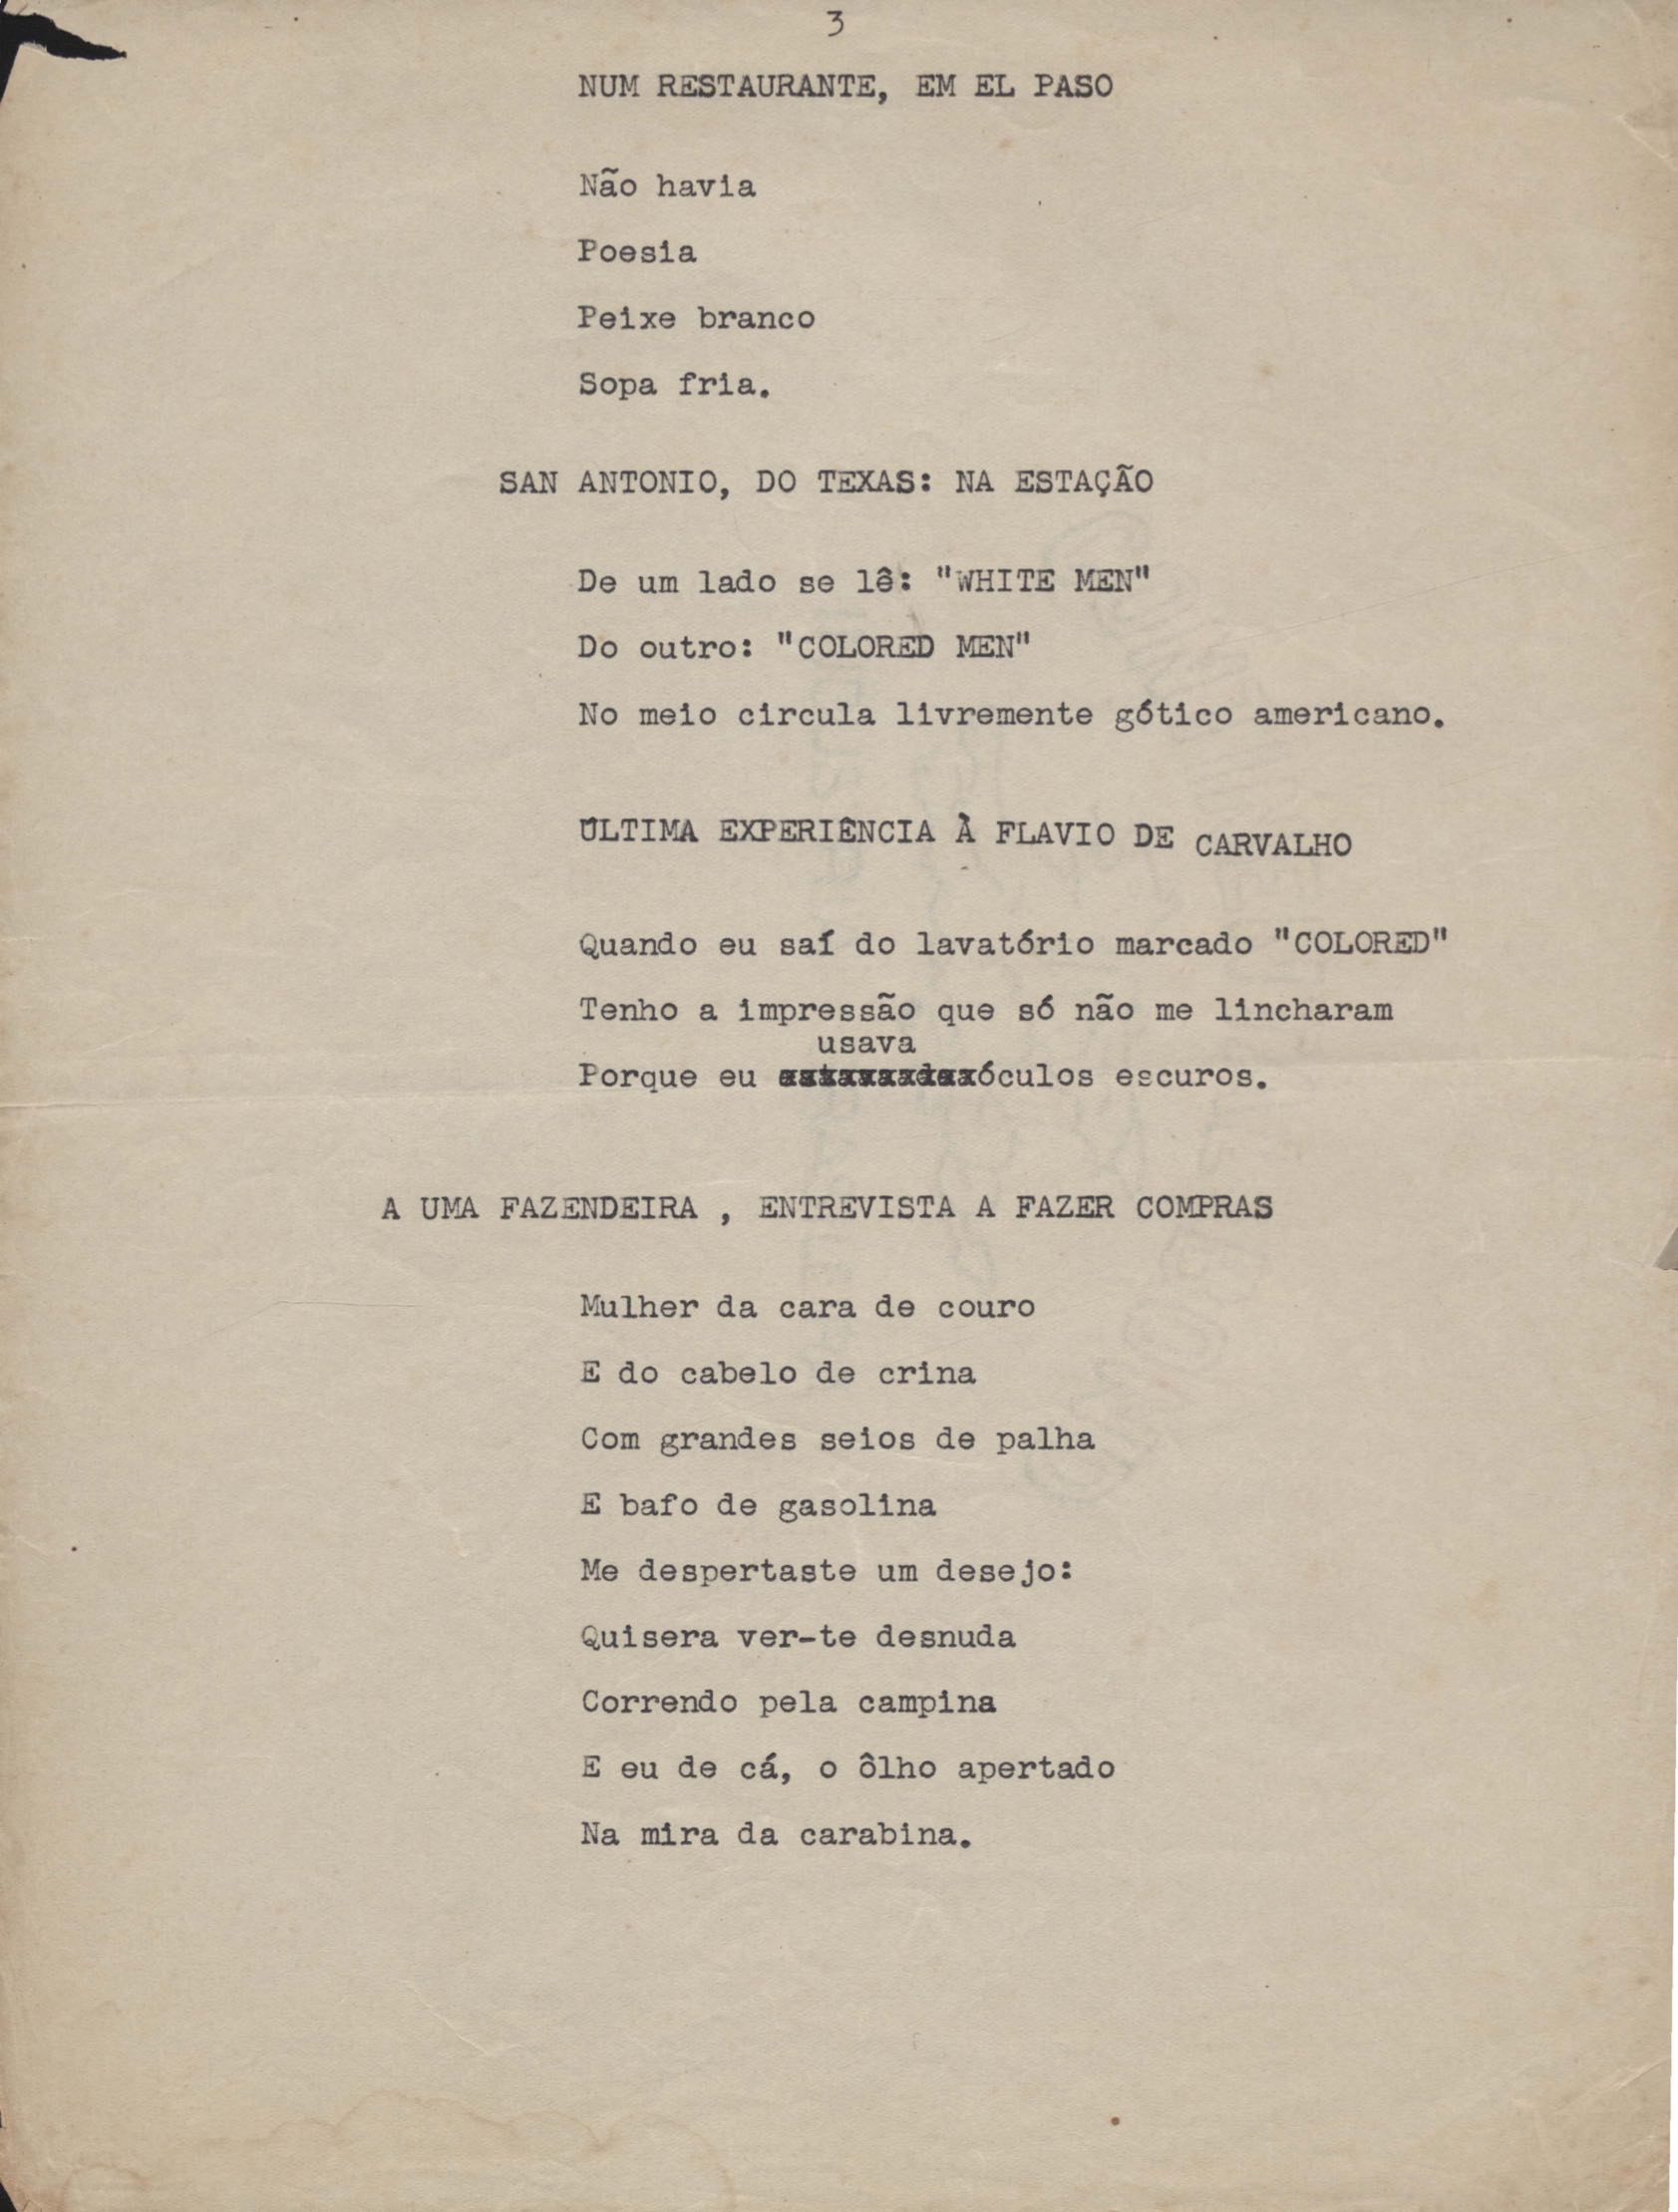 3
NUM RESTAURANTE, EM EL PASO
Não havia
Poesia
Peixe branco
Sopa fria.
SAN ANTONIO, DO TEXAS: NA ESTAÇÃO
De um lado se lê: "WHITE MEN"
Do outro: "COLORED MEN"
No meio circula livremente gótico americano.
ÚLTIMA EXPERIÊNCIA À FLAVIO DE CARVALHO
Quando eu saí do lavatório marcado "COLORED"
Tenho a impressão que só não me lincharam
usava
Porque eu óculos escuros.
A UMA FAZENDEIRA , ENTREVISTA A FAZER COMPRAS
Mulher da cara de couro
E do cabelo de crina
Com grandes seios de palha
E bafo de gasolina
Me despertaste um desejo:
Quisera ver-te desnuda
Correndo pela campina
E eu de cá, o ôlho apertado
Na mira da carabina.